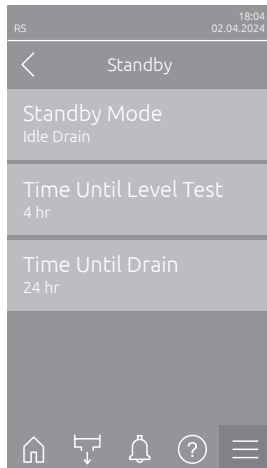 18:04
RS 02.04.2024
Standby
Standby Mode
Idle Drain
Time Until Level Test
4 hr
Time Until Drain
24 hr
?